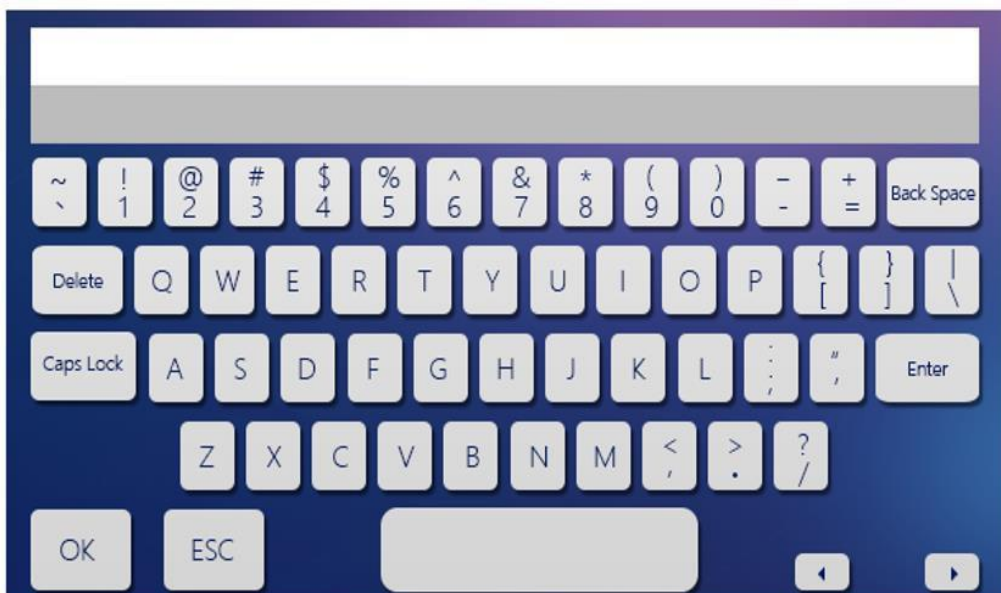 ~ ! @ # $ % ^ & * ( ) – +
` 1 2 3 4 5 6 7 8 9 0 - = Back Space
Delete Q W E R T Y U I O P { } |
[ ] \
Caps Lock A S D F G H J K L : " Enter
; ,
Z X C V B N M < > ?
, . /
OK ESC